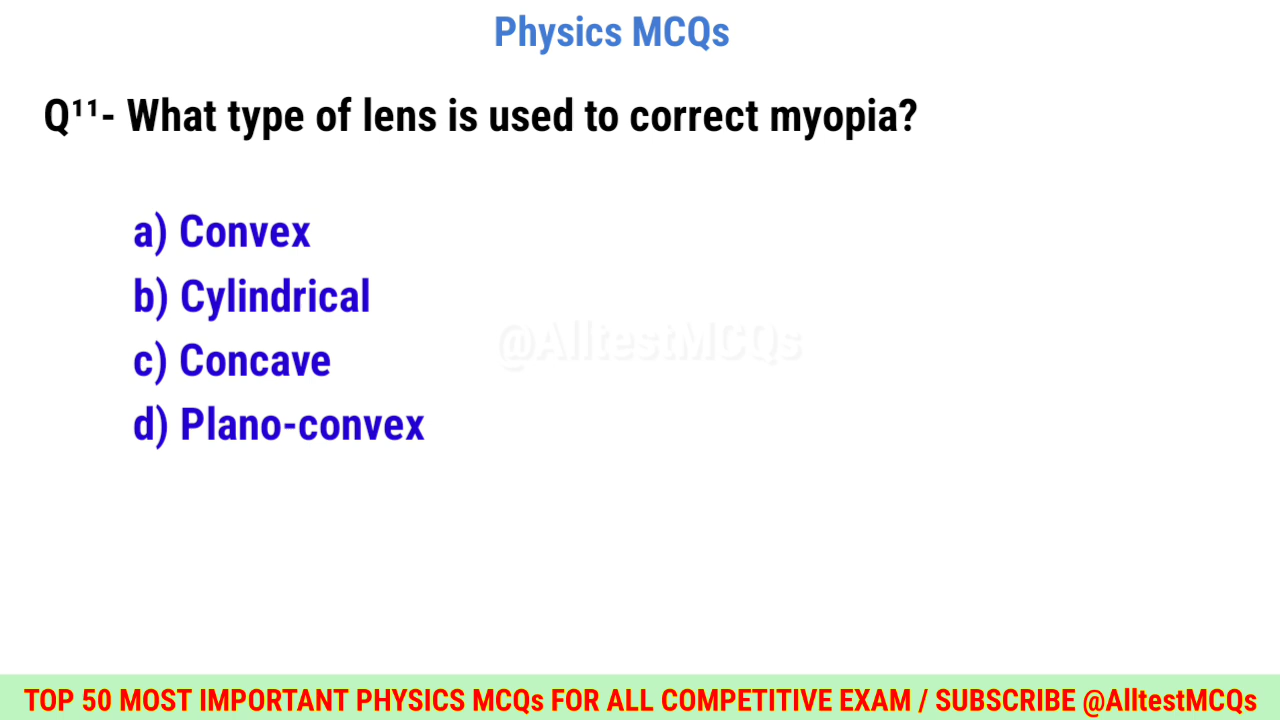 Physics MCQs
Q¹¹- What type of lens is used to correct myopia?
a) Convex
b) Cylindrical
@AlltestMCQs
c) Concave
d) Plano-convex
TOP 50 MOST IMPORTANT PHYSICS MCQs FOR ALL COMPETITIVE EXAM / SUBSCRIBE @AlltestMCQs